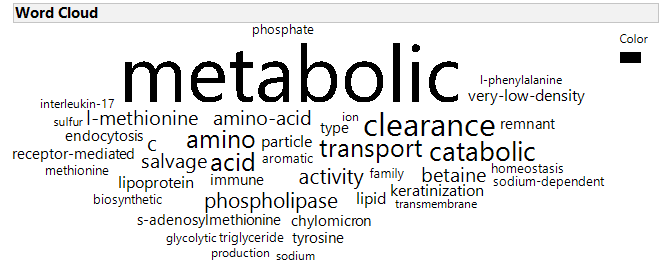 Word Cloud
Color
phosphate
metabolic
l-phenylalanine
very-low-density
interleukin-17
sulfur
l-methionine
amino-acid
ion
type
clearance
remnant
endocytosis
c
amino
particle
transport
catabolic
receptor-mediated
salvage
acid
aromatic
methionine
homeostasis
lipoprotein
immune
activity
family
betaine
sodium-dependent
biosynthetic
phospholipase
lipid
keratinization
transmembrane
s-adenosylmethionine
chylomicron
glycolytic
triglyceride
tyrosine
production
sodium